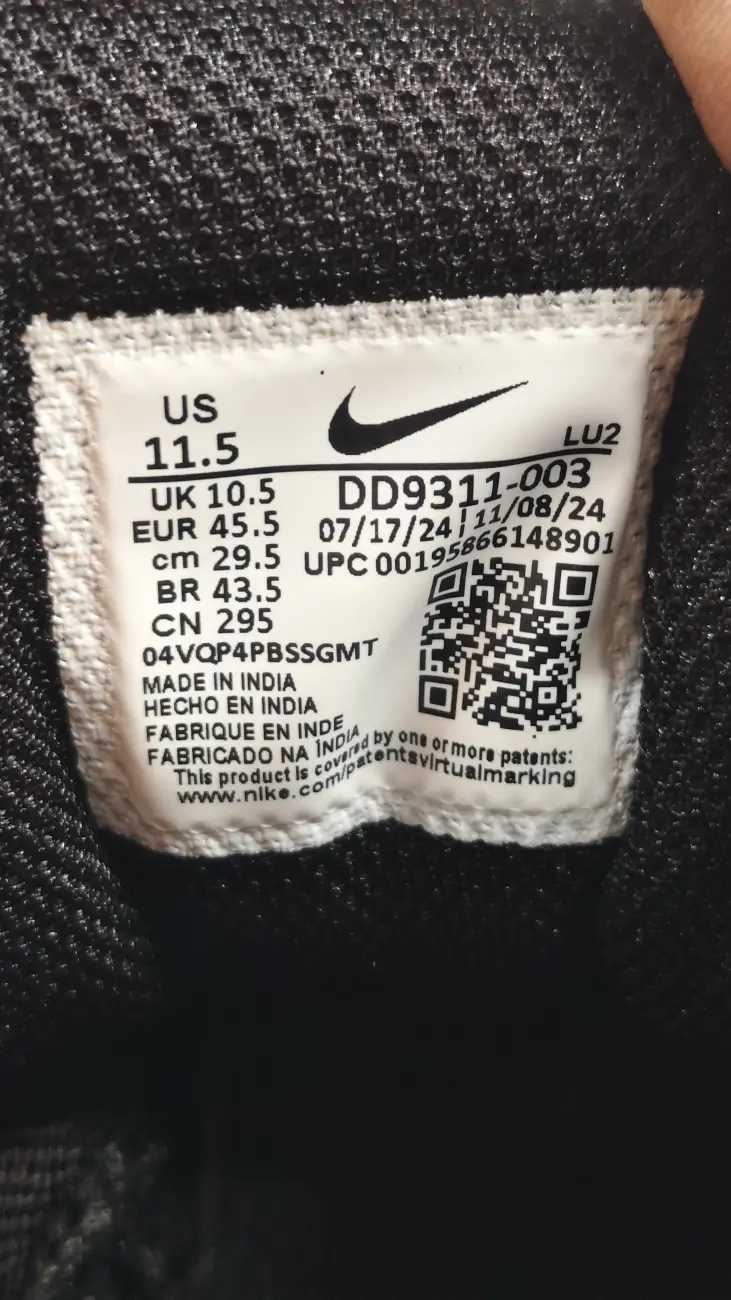 US
11.5
LU2
UK 10.5
EUR 45.5
cm 29.5
BR 43.5
CN 295
DD9311-003
07/17/24 | 11/08/24
UPC 00195866148901
04VQP4PBSSGMT
MADE IN INDIA
HECHO EN INDIA
FABRIQUE EN INDE
FABRICADO NA ÍNDIA
This product is covered by one or more patents:
www.nike.com/patentsvirtualmarking